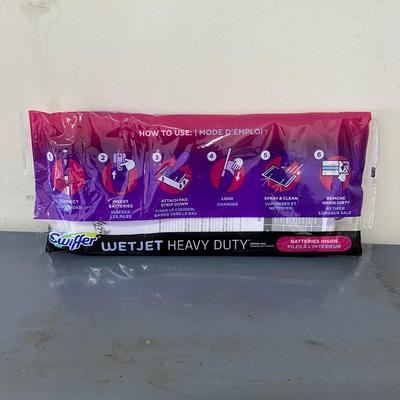 HOW TO USE: | MODE D'EMPLOI :
1 2 3 4 5 6
INSERT
BATTERIES
INSÉRER
LES PILES
ATTACH PAD
STRIP DOWN
FIXER LE COUSSIN,
BANDE VERS LE BAS
LOAD
CHARGER
SPRAY & CLEAN
VAPORISER ET
NETTOYER
REMOVE
WHEN DIRTY
RETIRER
LORSQUE SALE
Swiffer
WETJET HEAVY DUTY
BATTERIES INSIDE
PILES À L'INTÉRIEUR